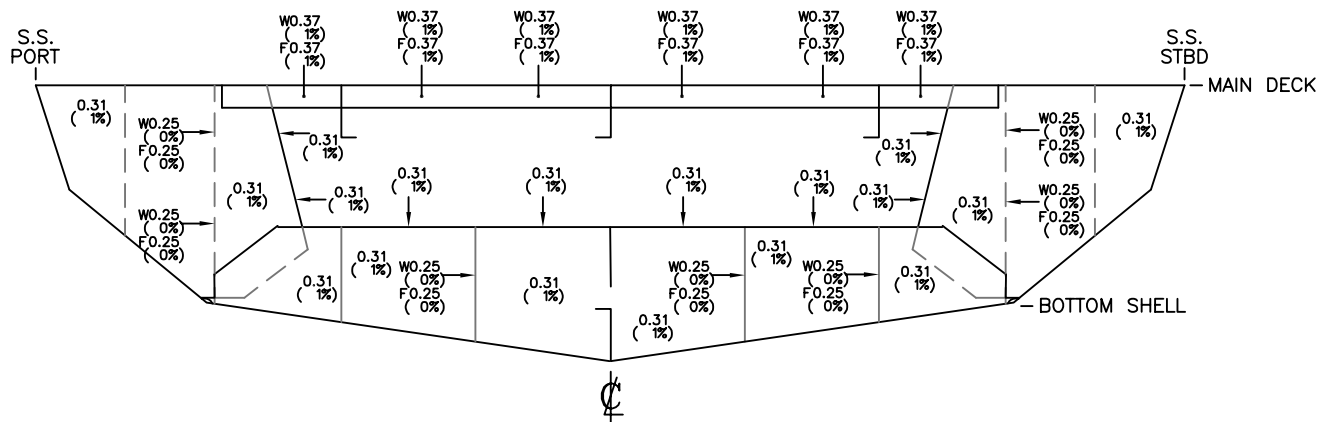 S.S.
PORT
W0.37
( 1%)
F0.37
( 1%)
W0.37
( 1%)
F0.37
( 1%)
W0.37
( 1%)
F0.37
( 1%)
W0.37
( 1%)
F0.37
( 1%)
W0.37
( 1%)
F0.37
( 1%)
W0.37
( 1%)
F0.37
( 1%)
S.S.
STBD
MAIN DECK
0.31
( 1%)
W0.25
( 0%)
F0.25
( 0%)
0.31
( 1%)
0.31
( 1%)
W0.25
( 0%)
F0.25
( 0%)
0.31
( 1%)
0.31
( 1%)
0.31
( 1%)
0.31
( 1%)
0.31
( 1%)
0.31
( 1%)
0.31
( 1%)
0.31
( 1%)
0.31
( 1%)
W0.25
( 0%)
F0.25
( 0%)
W0.25
( 0%)
F0.25
( 0%)
0.31
( 1%)
0.31
( 1%)
0.31
( 1%)
W0.25
( 0%)
F0.25
( 0%)
0.31
( 1%)
W0.25
( 0%)
F0.25
( 0%)
0.31
( 1%)
0.31
( 1%)
W0.25
( 0%)
F0.25
( 0%)
0.31
( 1%)
BOTTOM SHELL
℄